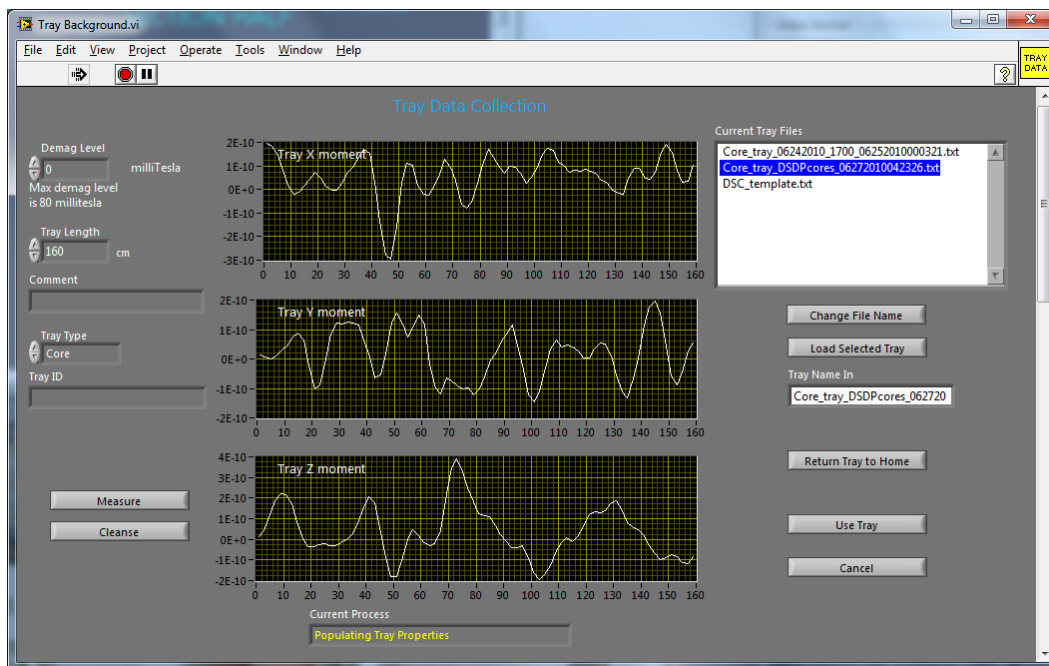 Tray Background.vi
File Edit View Project Operate Tools Window Help
TRAY
DATA
Tray Data Collection
Demag Level
0 milliTesla
Max demag level
is 80 millitesla
Tray Length
160 cm
Comment
Tray Type
Core
Tray ID
Measure
Cleanse
Tray X moment
2E-10
1E-10
0E+0
-1E-10
-2E-10
-3E-10
0 10 20 30 40 50 60 70 80 90 100 110 120 130 140 150 160
Tray Y moment
2E-10
1E-10
0E+0
-1E-10
-2E-10
0 10 20 30 40 50 60 70 80 90 100 110 120 130 140 150 160
Tray Z moment
4E-10
3E-10
2E-10
1E-10
0E+0
-1E-10
-2E-10
0 10 20 30 40 50 60 70 80 90 100 110 120 130 140 150 160
Current Process
Populating Tray Properties
Current Tray Files
Core_tray_06242010_1700_06252010000321.txt
Core_tray_DSDPcores_06272010042326.txt
DSC_template.txt
Change File Name
Load Selected Tray
Tray Name In
Core_tray_DSDPcores_062720
Return Tray to Home
Use Tray
Cancel